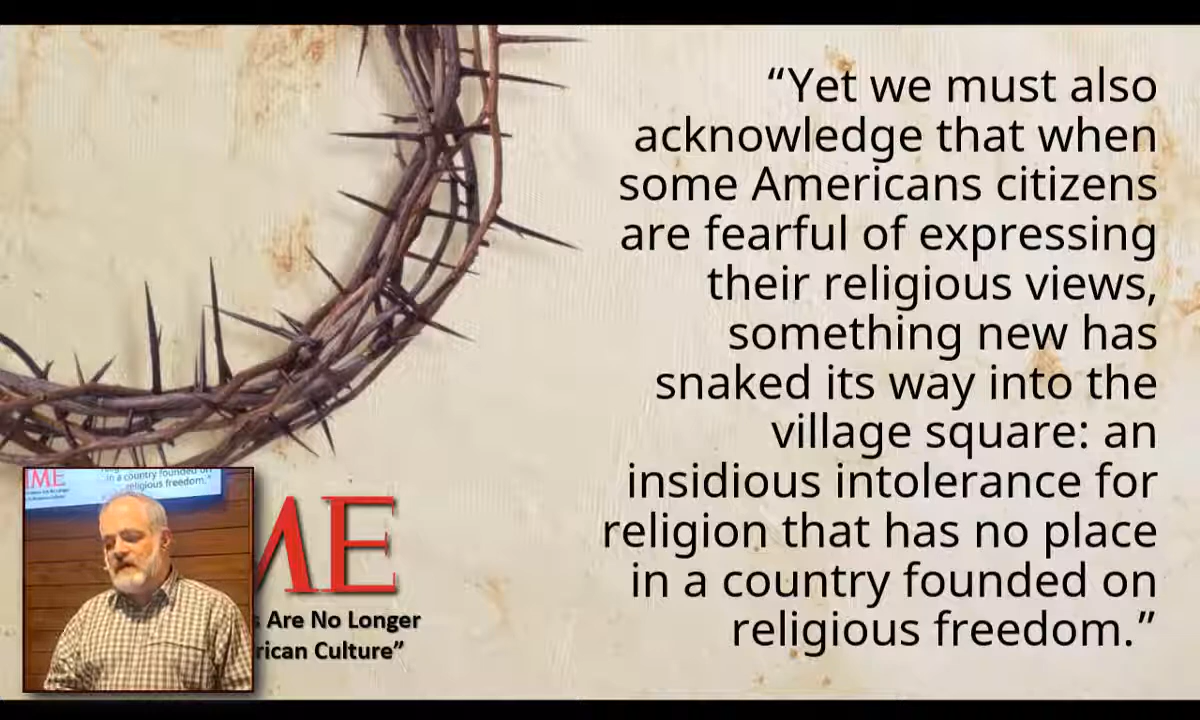 “Yet we must also
acknowledge that when
some Americans citizens
are fearful of expressing
their religious views,
something new has
snaked its way into the
village square: an
insidious intolerance for
religion that has no place
in a country founded on
religious freedom.”
ME
s Are No Longer
rican Culture”
IME
in a country founded on
religious freedom.”